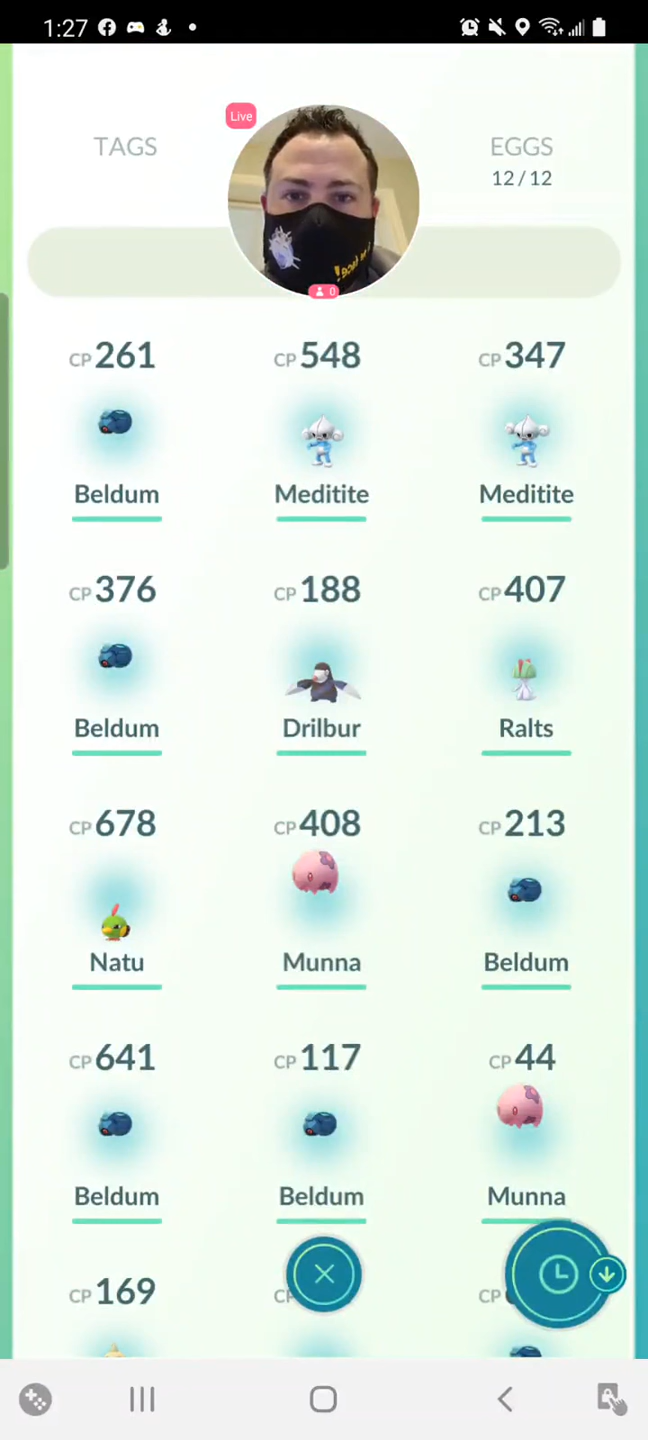 1:27
Live
TAGS
EGGS
12 / 12
0
CP 261
CP 548
CP 347
Beldum
Meditite
Meditite
CP 376
CP 188
CP 407
Beldum
Drilbur
Ralts
CP 678
CP 408
CP 213
Natu
Munna
Beldum
CP 641
CP 117
CP 44
Beldum
Beldum
Munna
CP 169
CP